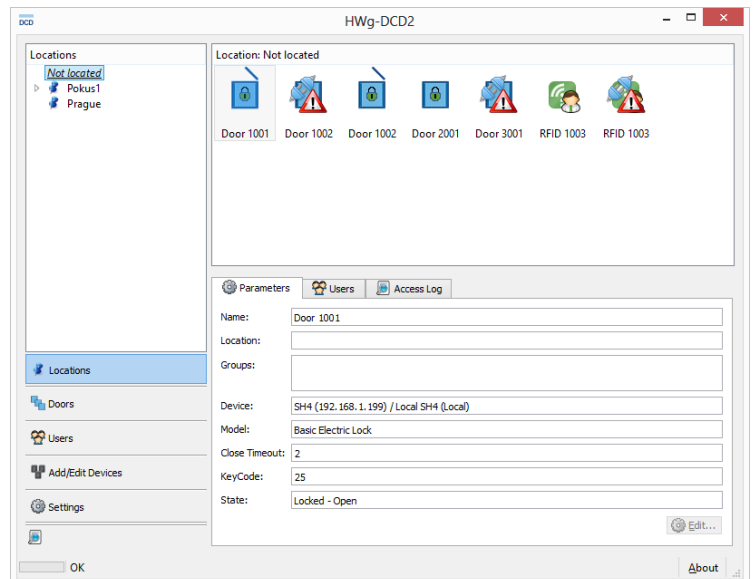 DCD
HWg-DCD2
Locations
Not located
Pokus1
Prague
Location: Not located
Door 1001
Door 1002
Door 1002
Door 2001
Door 3001
RFID 1003
RFID 1003
Locations
Doors
Users
Add/Edit Devices
Settings
OK
Parameters
Users
Access Log
Name:
Door 1001
Location:
Groups:
Device:
SH4 (192.168.1.199) / Local SH4 (Local)
Model:
Basic Electric Lock
Close Timeout:
2
KeyCode:
25
State:
Locked - Open
Edit...
About